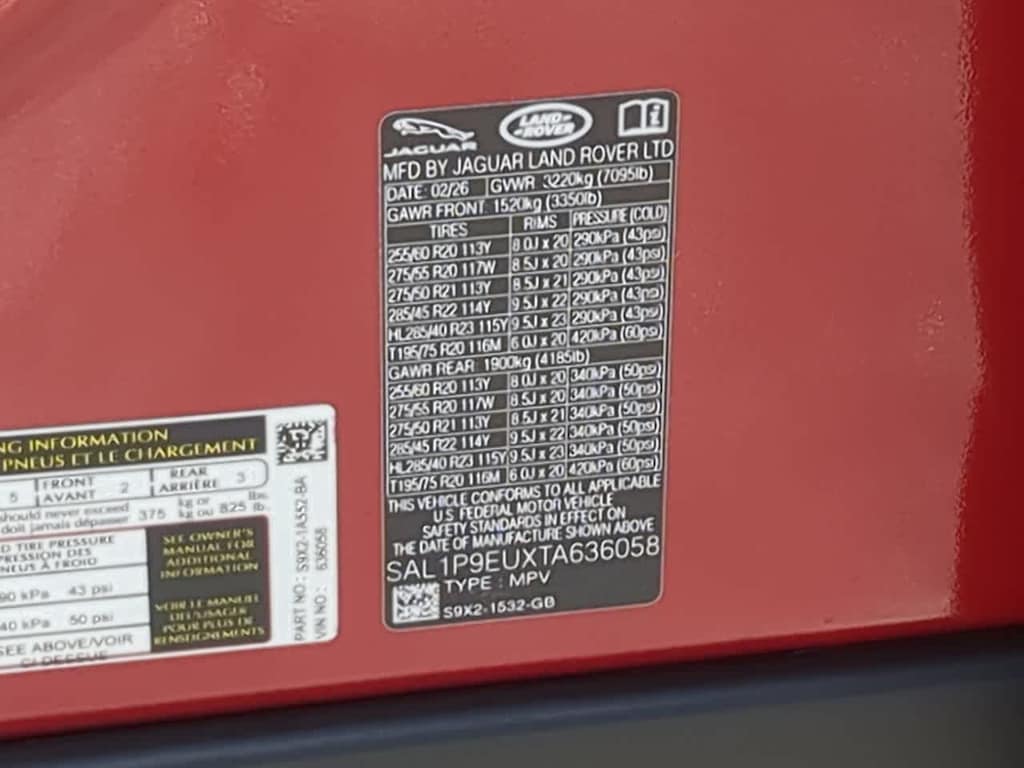 JAGUAR
LAND-
-ROVER
MFD BY JAGUAR LAND ROVER LTD
DATE: 02/26 GVWR 3220kg (7095lb)
GAWR FRONT 1520kg (3350lb)
TIRES RIMS PRESSURE (COLD)
255/60 R20 113Y 8.0J x 20 290kPa (43psi)
275/55 R20 117W 8.5J x 20 290kPa (43psi)
275/50 R21 113Y 8.5J x 21 290kPa (43psi)
285/45 R22 114Y 9.5J x 22 290kPa (43psi)
HL285/40 R23 115Y 9.5J x 23 290kPa (43psi)
T195/75 R20 116M 6.0J x 20 420kPa (60psi)
GAWR REAR 1900kg (4185lb)
255/60 R20 113Y 8.0J x 20 340kPa (50psi)
275/55 R20 117W 8.5J x 20 340kPa (50psi)
275/50 R21 113Y 8.5J x 21 340kPa (50psi)
285/45 R22 114Y 9.5J x 22 340kPa (50psi)
HL285/40 R23 115Y 9.5J x 23 340kPa (50psi)
T195/75 R20 116M 6.0J x 20 420kPa (60psi)
THIS VEHICLE CONFORMS TO ALL APPLICABLE
U.S. FEDERAL MOTOR VEHICLE
SAFETY STANDARDS IN EFFECT ON
THE DATE OF MANUFACTURE SHOWN ABOVE
SAL1P9EUXTA636058
TYPE : MPV
S9X2-1532-GB
NG INFORMATION
PNEUS ET LE CHARGEMENT
5 FRONT AVANT 2 REAR ARRIÈRE 3
should never exceed
doit jamais dépasser 375 kg or kg ou 825 lbs. lb.
D TIRE PRESSURE
PRESSION DES
PNEUS À FROID
90 kPa 43 psi
40 kPa 50 psi
SEE ABOVE/VOIR
CI-DESSUS
SEE OWNER'S
MANUAL FOR
ADDITIONAL
INFORMATION
VOIR LE MANUEL
DE L'USAGER
POUR PLUS DE
RENSEIGNEMENTS
PART NO : S9X2-1A552-BA
VIN NO : 636058